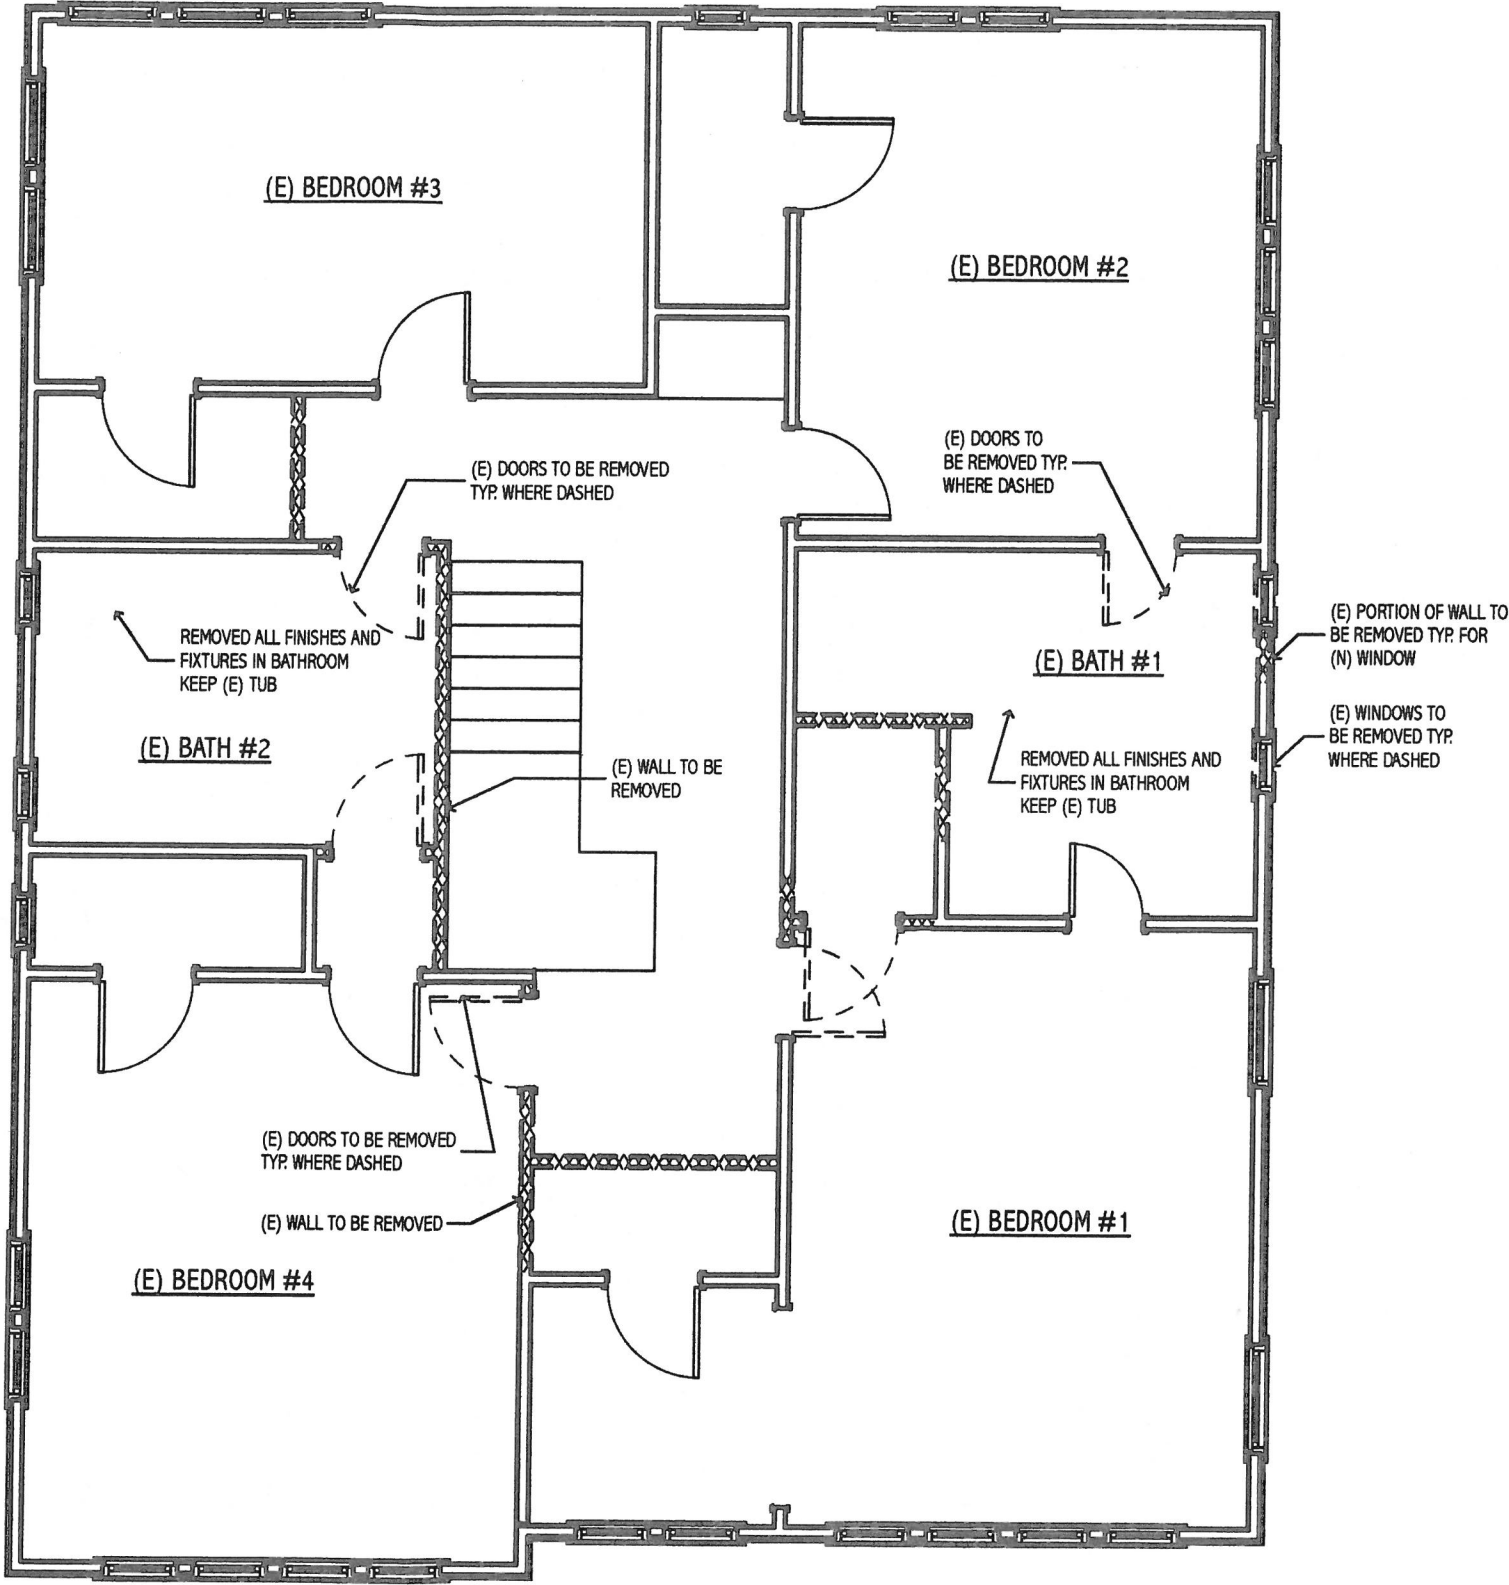 (E) BEDROOM #3
(E) BEDROOM #2
(E) DOORS TO BE REMOVED
TYP. WHERE DASHED
(E) DOORS TO
BE REMOVED TYP.
WHERE DASHED
REMOVED ALL FINISHES AND
FIXTURES IN BATHROOM
KEEP (E) TUB
(E) BATH #2
(E) WALL TO BE
REMOVED
(E) BATH #1
REMOVED ALL FINISHES AND
FIXTURES IN BATHROOM
KEEP (E) TUB
(E) PORTION OF WALL TO
BE REMOVED TYP. FOR
(N) WINDOW
(E) WINDOWS TO
BE REMOVED TYP.
WHERE DASHED
(E) DOORS TO BE REMOVED
TYP. WHERE DASHED
(E) WALL TO BE REMOVED
(E) BEDROOM #4
(E) BEDROOM #1